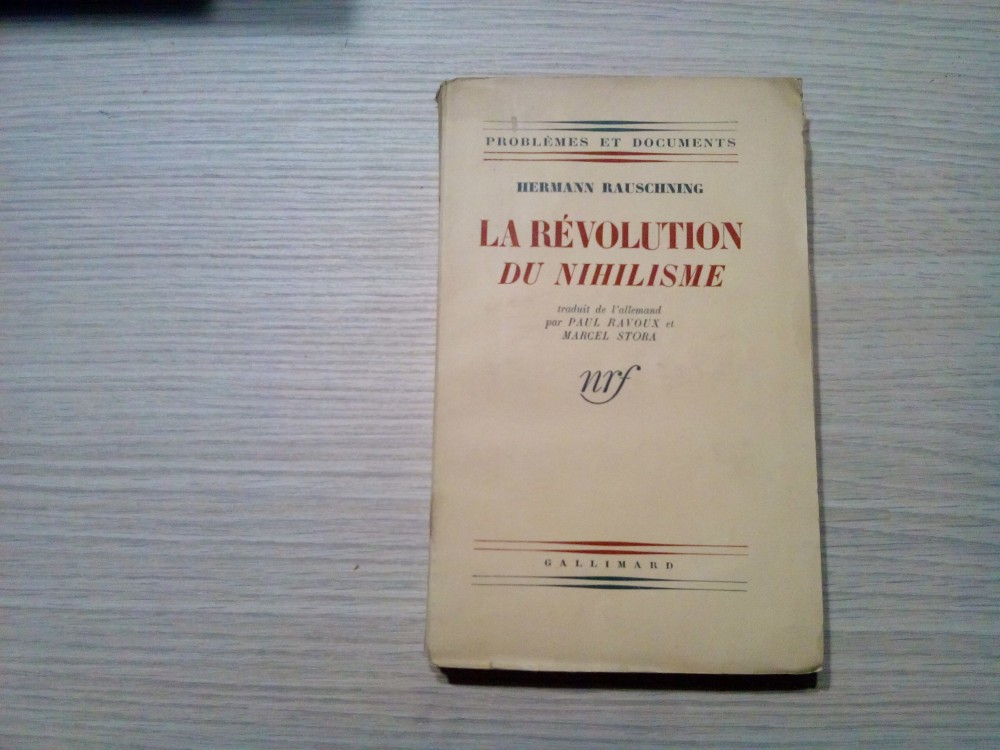 PROBLÈMES ET DOCUMENTS
HERMANN RAUSCHNING
LA RÉVOLUTION
DU NIHILISME
traduit de l'allemand
par PAUL RAVOUX et
MARCEL STORA
nrf
GALLIMARD